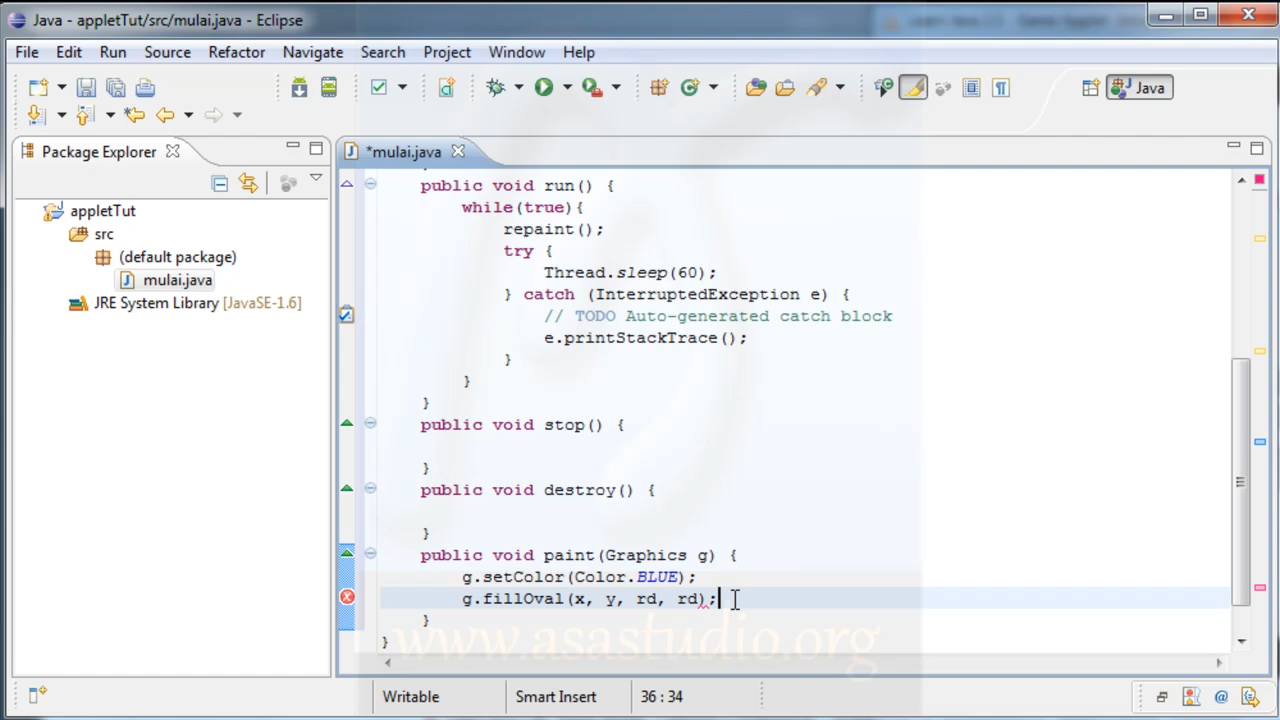 Java - appletTut/src/mulai.java - Eclipse
File Edit Run Source Refactor Navigate Search Project Window Help
Java
Package Explorer
*mulai.java
appletTut
src
(default package)
mulai.java
JRE System Library [JavaSE-1.6]
public void run() {
while(true){
repaint();
try {
Thread.sleep(60);
} catch (InterruptedException e) {
// TODO Auto-generated catch block
e.printStackTrace();
}
}
}
public void stop() {
}
public void destroy() {
}
public void paint(Graphics g) {
g.setColor(Color.BLUE);
g.fillOval(x, y, rd, rd);
}
}
www.asastudio.org
Writable Smart Insert 36 : 34